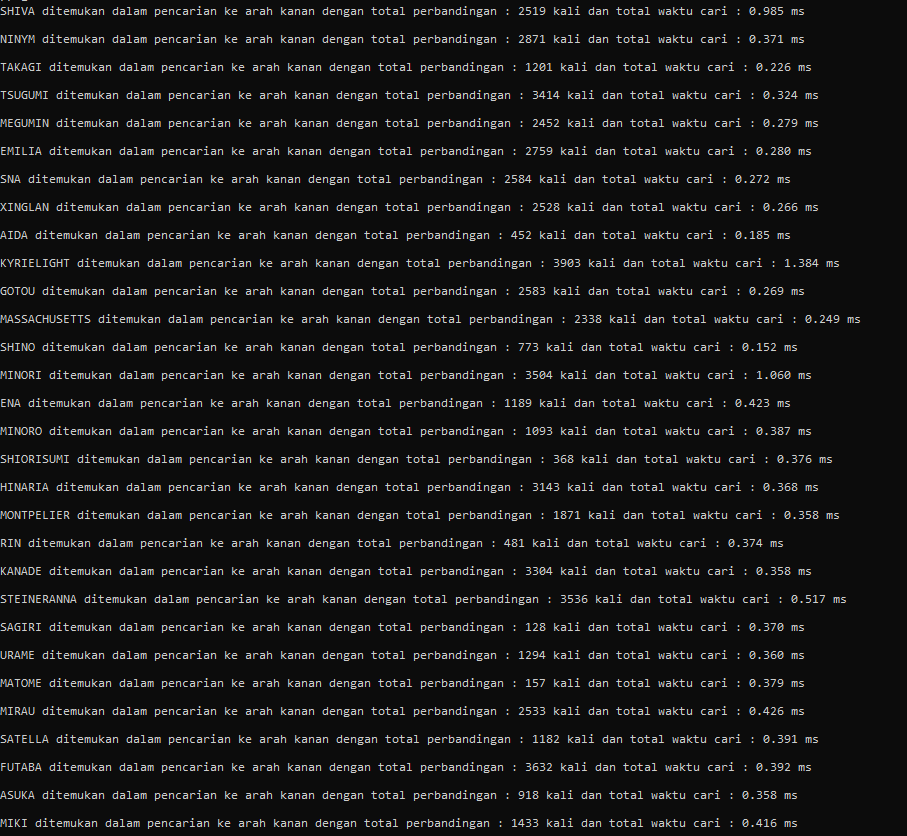 SHIVA ditemukan dalam pencarian ke arah kanan dengan total perbandingan : 2519 kali dan total waktu cari : 0.985 ms
NINYM ditemukan dalam pencarian ke arah kanan dengan total perbandingan : 2871 kali dan total waktu cari : 0.371 ms
TAKAGI ditemukan dalam pencarian ke arah kanan dengan total perbandingan : 1201 kali dan total waktu cari : 0.226 ms
TSUGUMI ditemukan dalam pencarian ke arah kanan dengan total perbandingan : 3414 kali dan total waktu cari : 0.324 ms
MEGUMIN ditemukan dalam pencarian ke arah kanan dengan total perbandingan : 2452 kali dan total waktu cari : 0.279 ms
EMILIA ditemukan dalam pencarian ke arah kanan dengan total perbandingan : 2759 kali dan total waktu cari : 0.280 ms
SNA ditemukan dalam pencarian ke arah kanan dengan total perbandingan : 2584 kali dan total waktu cari : 0.272 ms
XINGLAN ditemukan dalam pencarian ke arah kanan dengan total perbandingan : 2528 kali dan total waktu cari : 0.266 ms
AIDA ditemukan dalam pencarian ke arah kanan dengan total perbandingan : 452 kali dan total waktu cari : 0.185 ms
KYRIELIGHT ditemukan dalam pencarian ke arah kanan dengan total perbandingan : 3903 kali dan total waktu cari : 1.384 ms
GOTOU ditemukan dalam pencarian ke arah kanan dengan total perbandingan : 2583 kali dan total waktu cari : 0.269 ms
MASSACHUSETTS ditemukan dalam pencarian ke arah kanan dengan total perbandingan : 2338 kali dan total waktu cari : 0.249 ms
SHINO ditemukan dalam pencarian ke arah kanan dengan total perbandingan : 773 kali dan total waktu cari : 0.152 ms
MINORI ditemukan dalam pencarian ke arah kanan dengan total perbandingan : 3504 kali dan total waktu cari : 1.060 ms
ENA ditemukan dalam pencarian ke arah kanan dengan total perbandingan : 1189 kali dan total waktu cari : 0.423 ms
MINORO ditemukan dalam pencarian ke arah kanan dengan total perbandingan : 1093 kali dan total waktu cari : 0.387 ms
SHIORISUMI ditemukan dalam pencarian ke arah kanan dengan total perbandingan : 368 kali dan total waktu cari : 0.376 ms
HINARIA ditemukan dalam pencarian ke arah kanan dengan total perbandingan : 3143 kali dan total waktu cari : 0.368 ms
MONTPELIER ditemukan dalam pencarian ke arah kanan dengan total perbandingan : 1871 kali dan total waktu cari : 0.358 ms
RIN ditemukan dalam pencarian ke arah kanan dengan total perbandingan : 481 kali dan total waktu cari : 0.374 ms
KANADE ditemukan dalam pencarian ke arah kanan dengan total perbandingan : 3304 kali dan total waktu cari : 0.358 ms
STEINERANNA ditemukan dalam pencarian ke arah kanan dengan total perbandingan : 3536 kali dan total waktu cari : 0.517 ms
SAGIRI ditemukan dalam pencarian ke arah kanan dengan total perbandingan : 128 kali dan total waktu cari : 0.370 ms
URAME ditemukan dalam pencarian ke arah kanan dengan total perbandingan : 1294 kali dan total waktu cari : 0.360 ms
MATOME ditemukan dalam pencarian ke arah kanan dengan total perbandingan : 157 kali dan total waktu cari : 0.379 ms
MIRAU ditemukan dalam pencarian ke arah kanan dengan total perbandingan : 2533 kali dan total waktu cari : 0.426 ms
SATELLA ditemukan dalam pencarian ke arah kanan dengan total perbandingan : 1182 kali dan total waktu cari : 0.391 ms
FUTABA ditemukan dalam pencarian ke arah kanan dengan total perbandingan : 3632 kali dan total waktu cari : 0.392 ms
ASUKA ditemukan dalam pencarian ke arah kanan dengan total perbandingan : 918 kali dan total waktu cari : 0.358 ms
MIKI ditemukan dalam pencarian ke arah kanan dengan total perbandingan : 1433 kali dan total waktu cari : 0.416 ms